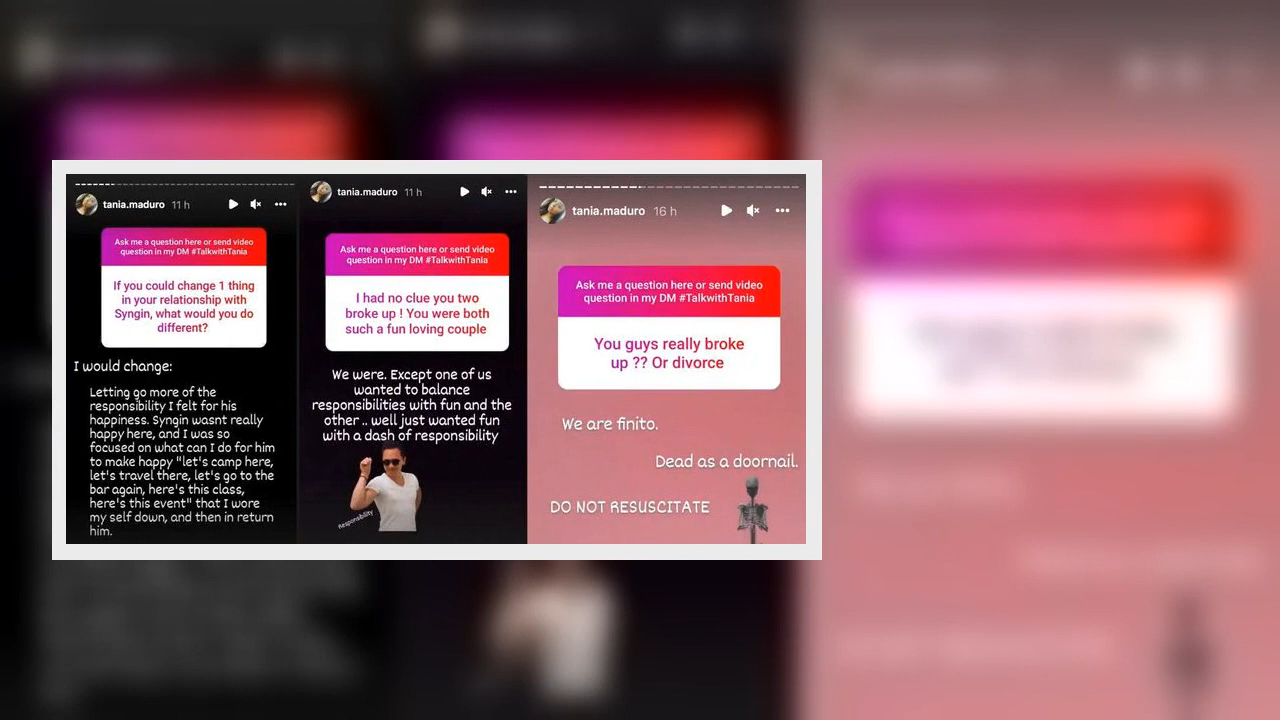 tania.maduro 11 h
Ask me a question here or send video
question in my DM #TalkwithTania
If you could change 1 thing
in your relationship with
Syngin, what would you do
different?
I would change:
Letting go more of the
responsibility I felt for his
happiness. Syngin wasnt really
happy here, and I was so
focused on what can I do for him
to make happy "let's camp here,
let's travel there, let's go to the
bar again, here's this class,
here's this event" that I wore
my self down, and then in return
him.
tania.maduro 11 h
Ask me a question here or send video
question in my DM #TalkwithTania
I had no clue you two
broke up ! You were both
such a fun loving couple
We were. Except one of us
wanted to balance
responsibilities with fun and the
other .. well just wanted fun
with a dash of responsibility
Responsibility
tania.maduro 16 h
Ask me a question here or send video
question in my DM #TalkwithTania
You guys really broke
up ?? Or divorce
We are finito.
Dead as a doornail.
DO NOT RESUSCITATE